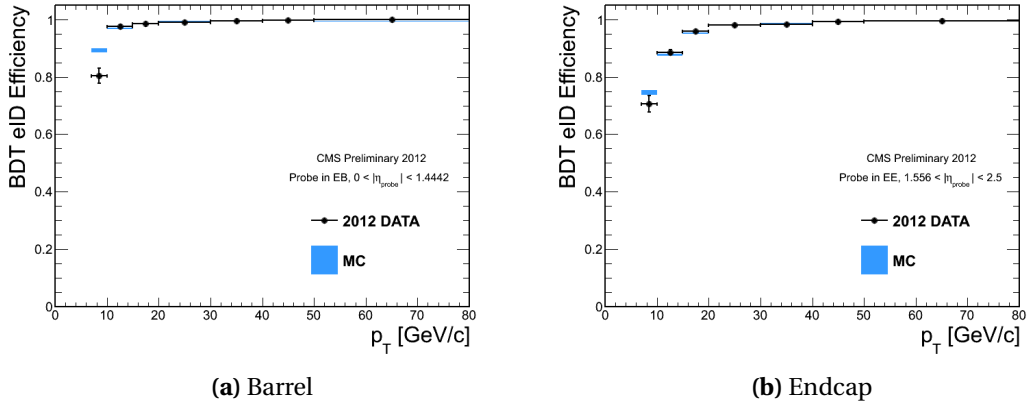 BDT eID Efficiency
1
0.8
0.6
0.4
0.2
0
CMS Preliminary 2012
Probe in EB, 0 < |η_probe| < 1.4442
2012 DATA
MC
0 10 20 30 40 50 60 70 80
p_T [GeV/c]
(a) Barrel
BDT eID Efficiency
1
0.8
0.6
0.4
0.2
0
CMS Preliminary 2012
Probe in EE, 1.556 < |η_probe| < 2.5
2012 DATA
MC
0 10 20 30 40 50 60 70 80
p_T [GeV/c]
(b) Endcap